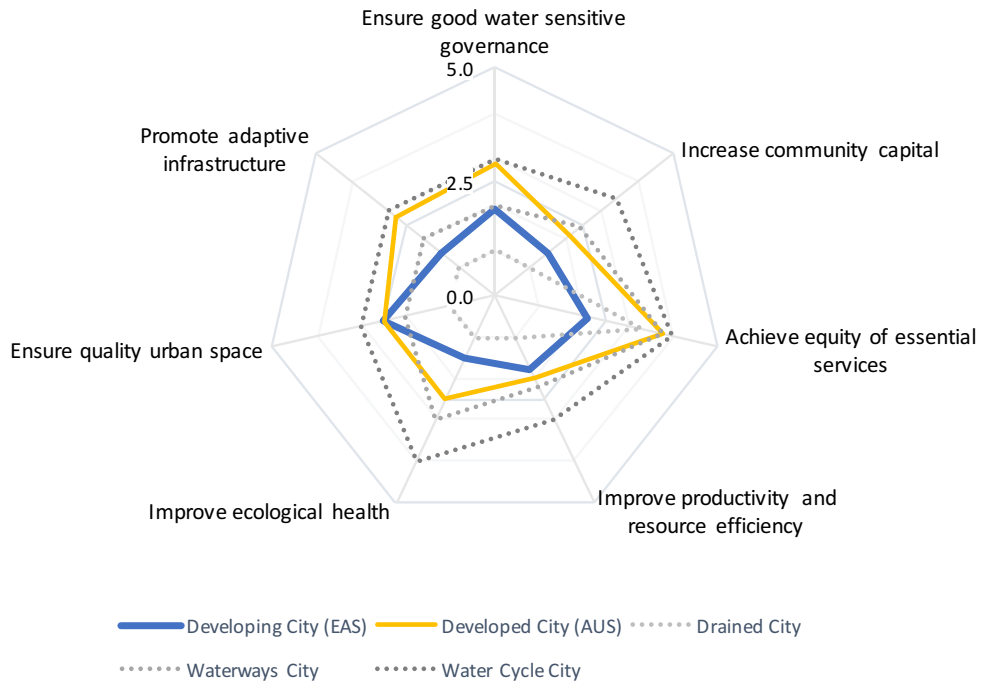 Ensure good water sensitive
governance
5.0
Promote adaptive
infrastructure
Increase community capital
2.5
0.0
Ensure quality urban space
Achieve equity of essential
services
Improve ecological health
Improve productivity and
resource efficiency
Developing City (EAS)
Developed City (AUS)
Drained City
Waterways City
Water Cycle City